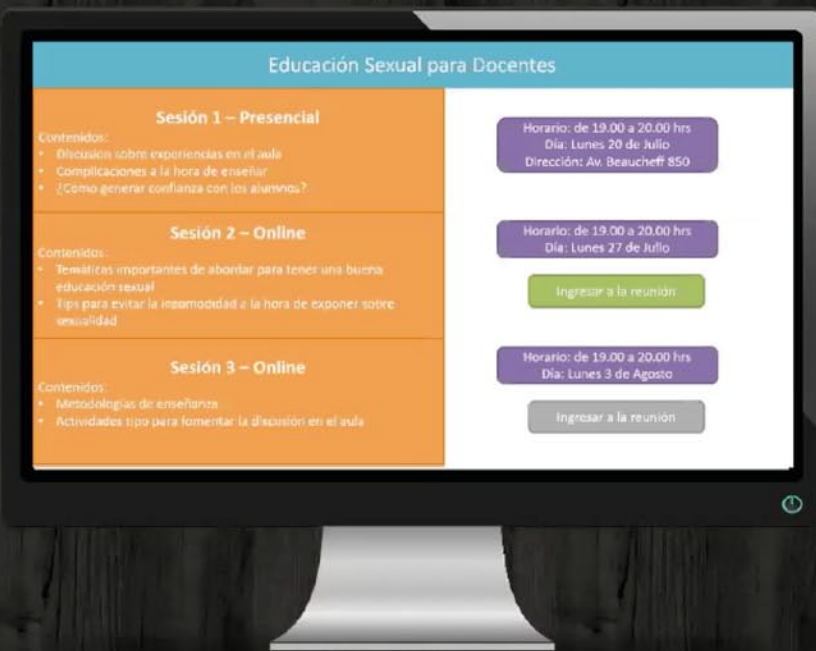 Educación Sexual para Docentes
Sesión 1 – Presencial
Contenidos:
• Discusión sobre experiencias en el aula
• Complicaciones a la hora de enseñar
• ¿Cómo generar confianza con los alumnos?
Horario: de 19.00 a 20.00 hrs
Día: Lunes 20 de Julio
Dirección: Av. Beaucheff 850
Sesión 2 – Online
Contenidos:
• Temáticas importantes de abordar para tener una buena
educación sexual
• Tips para evitar la incomodidad a la hora de exponer sobre
sexualidad
Horario: de 19.00 a 20.00 hrs
Día: Lunes 27 de Julio
Ingresar a la reunión
Sesión 3 – Online
Contenidos:
• Metodologías de enseñanza
• Actividades tipo para fomentar la discusión en el aula
Horario: de 19.00 a 20.00 hrs
Día: Lunes 3 de Agosto
Ingresar a la reunión